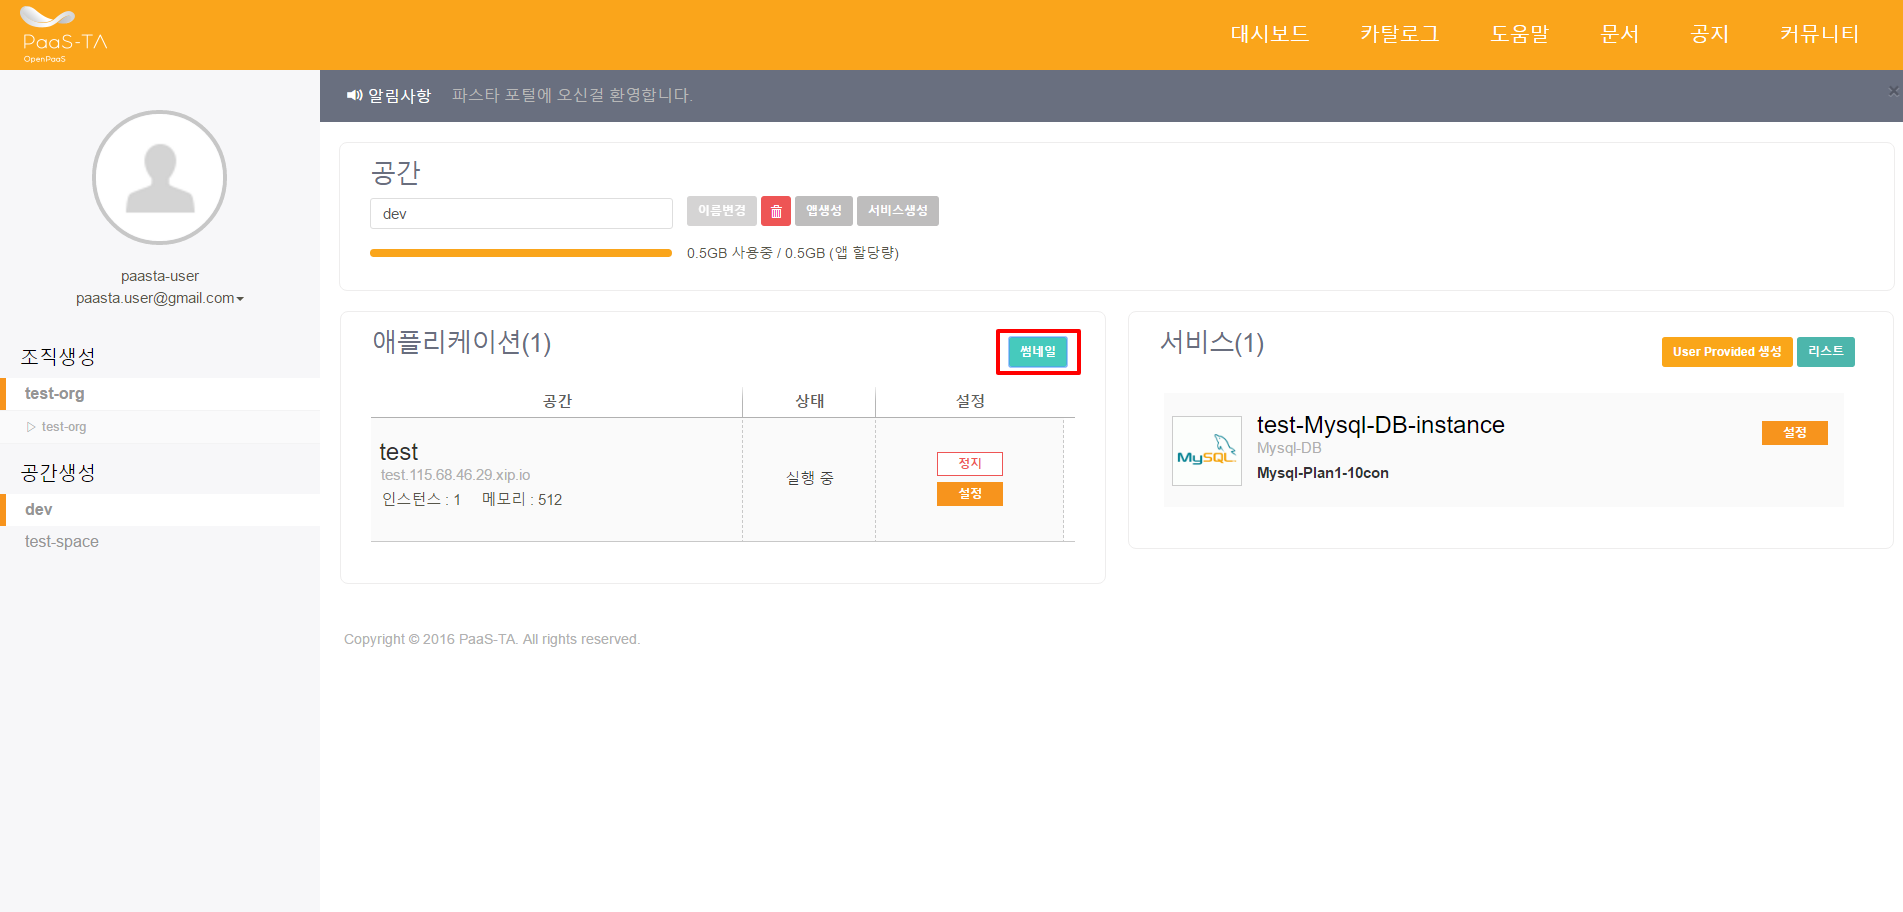 PaaS-TA
OpenPaaS
대시보드 카탈로그 도움말 문서 공지 커뮤니티
알림사항 파스타 포털에 오신걸 환영합니다.
×
paasta-user
paasta.user@gmail.com
조직생성
test-org
test-org
공간생성
dev
test-space
공간
dev 이름변경 앱생성 서비스생성
0.5GB 사용중 / 0.5GB (앱 할당량)
애플리케이션(1) 썸네일
공간 상태 설정
test
test.115.68.46.29.xip.io
인스턴스 : 1 메모리 : 512
실행 중
정지
설정
서비스(1) User Provided 생성 리스트
MySQL
test-Mysql-DB-instance
Mysql-DB
Mysql-Plan1-10con
설정
Copyright © 2016 PaaS-TA. All rights reserved.